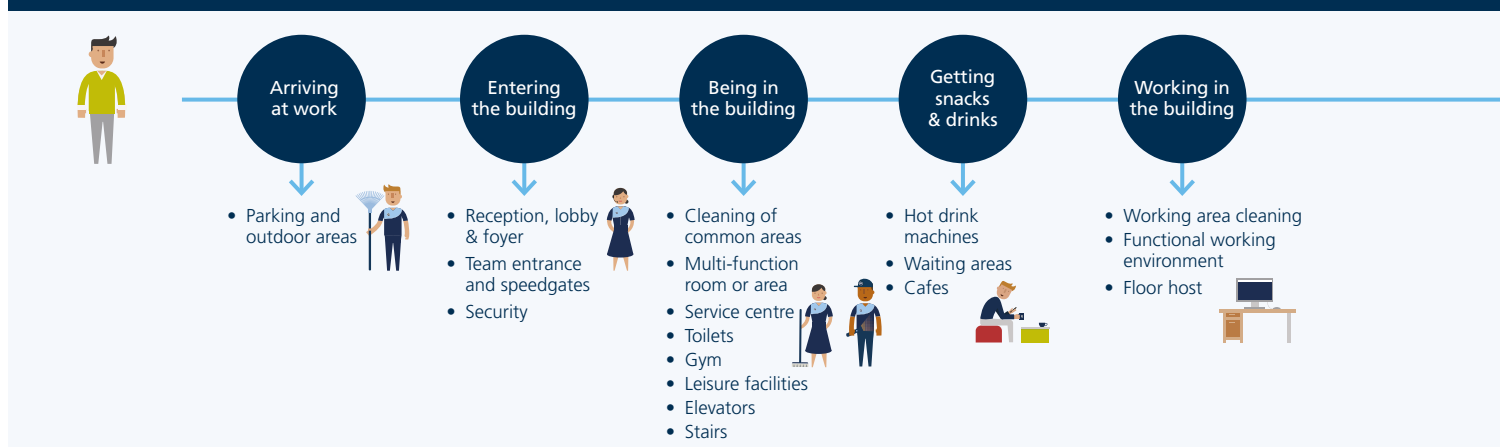 Arriving
at work
Entering
the building
Being in
the building
Getting
snacks
& drinks
Working in
the building
• Parking and
outdoor areas
• Reception, lobby
& foyer
• Team entrance
and speedgates
• Security
• Cleaning of
common areas
• Multi-function
room or area
• Service centre
• Toilets
• Gym
• Leisure facilities
• Elevators
• Stairs
• Hot drink
machines
• Waiting areas
• Cafes
• Working area cleaning
• Functional working
environment
• Floor host